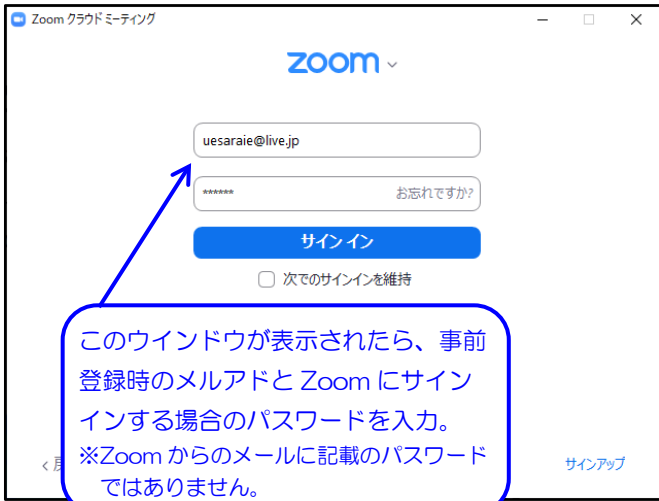 Zoom クラウド ミーティング
zoom
uesaraie@live.jp
****** お忘れですか?
サイン イン
次でのサインインを維持
このウインドウが表示されたら、事前
登録時のメルアドと Zoom にサイン
インする場合のパスワードを入力。
※Zoom からのメールに記載のパスワード
ではありません。
サインアップ